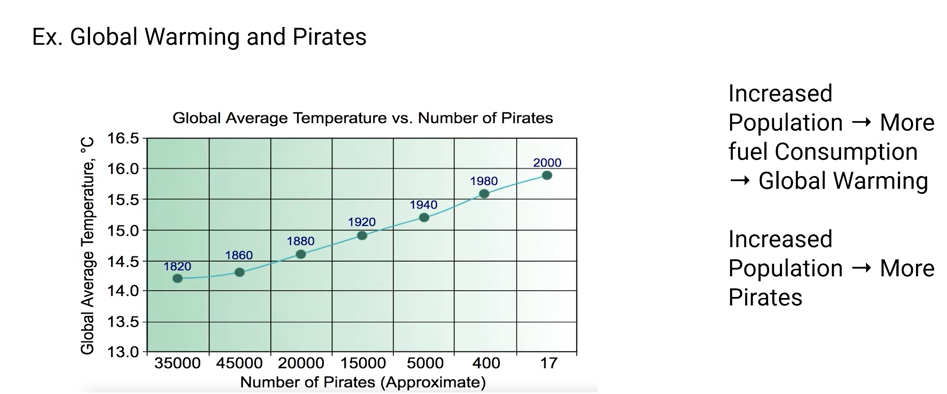 Ex. Global Warming and Pirates
Global Average Temperature vs. Number of Pirates
Global Average Temperature, °C
16.5
16.0
15.5
15.0
14.5
14.0
13.5
13.0
1820
1860
1880
1920
1940
1980
2000
35000 45000 20000 15000 5000 400 17
Number of Pirates (Approximate)
Increased
Population → More
fuel Consumption
→ Global Warming
Increased
Population → More
Pirates